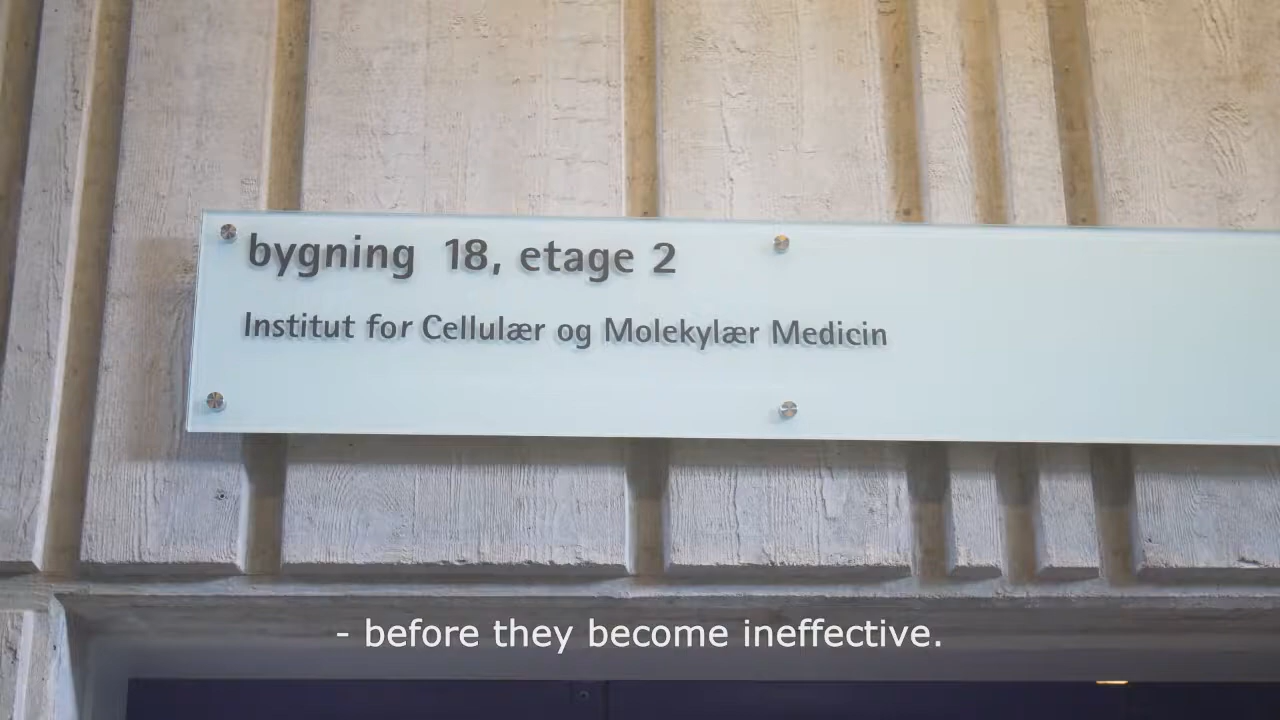 bygning 18, etage 2
Institut for Cellulær og Molekylær Medicin
- before they become ineffective.